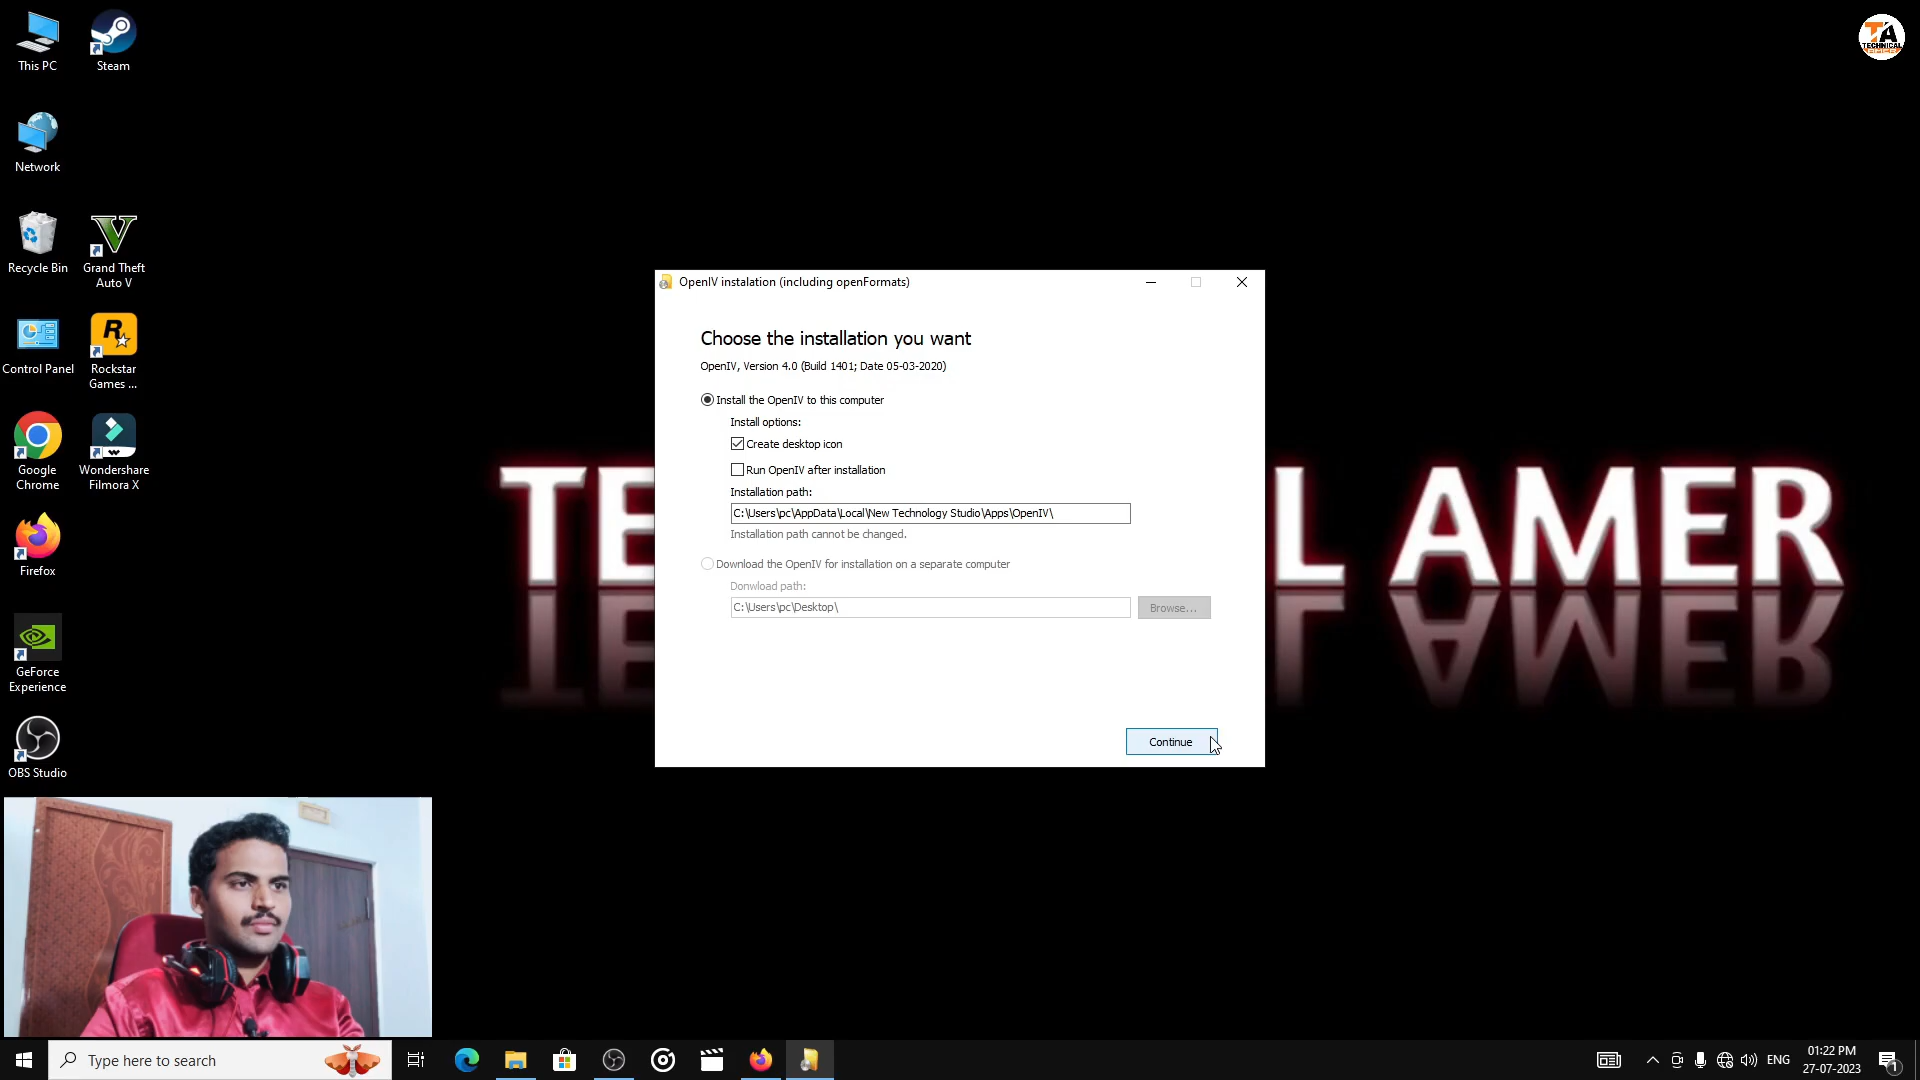 This PC
Steam
Network
Recycle Bin
Grand Theft
Auto V
Control Panel
Rockstar
Games ...
Google
Chrome
Wondershare
Filmora X
Firefox
GeForce
Experience
OBS Studio
TA
TECHNICAL
AMER
OpenIV instalation (including openFormats)
Choose the installation you want
OpenIV, Version 4.0 (Build 1401; Date 05-03-2020)
Install the OpenIV to this computer
Install options:
Create desktop icon
Run OpenIV after installation
Installation path:
C:\Users\pc\AppData\Local\New Technology Studio\Apps\OpenIV\
Installation path cannot be changed.
Download the OpenIV for installation on a separate computer
Donwload path:
C:\Users\pc\Desktop\
Browse...
Continue
TE L AMER
Type here to search
ENG
01:22 PM
27-07-2023
1